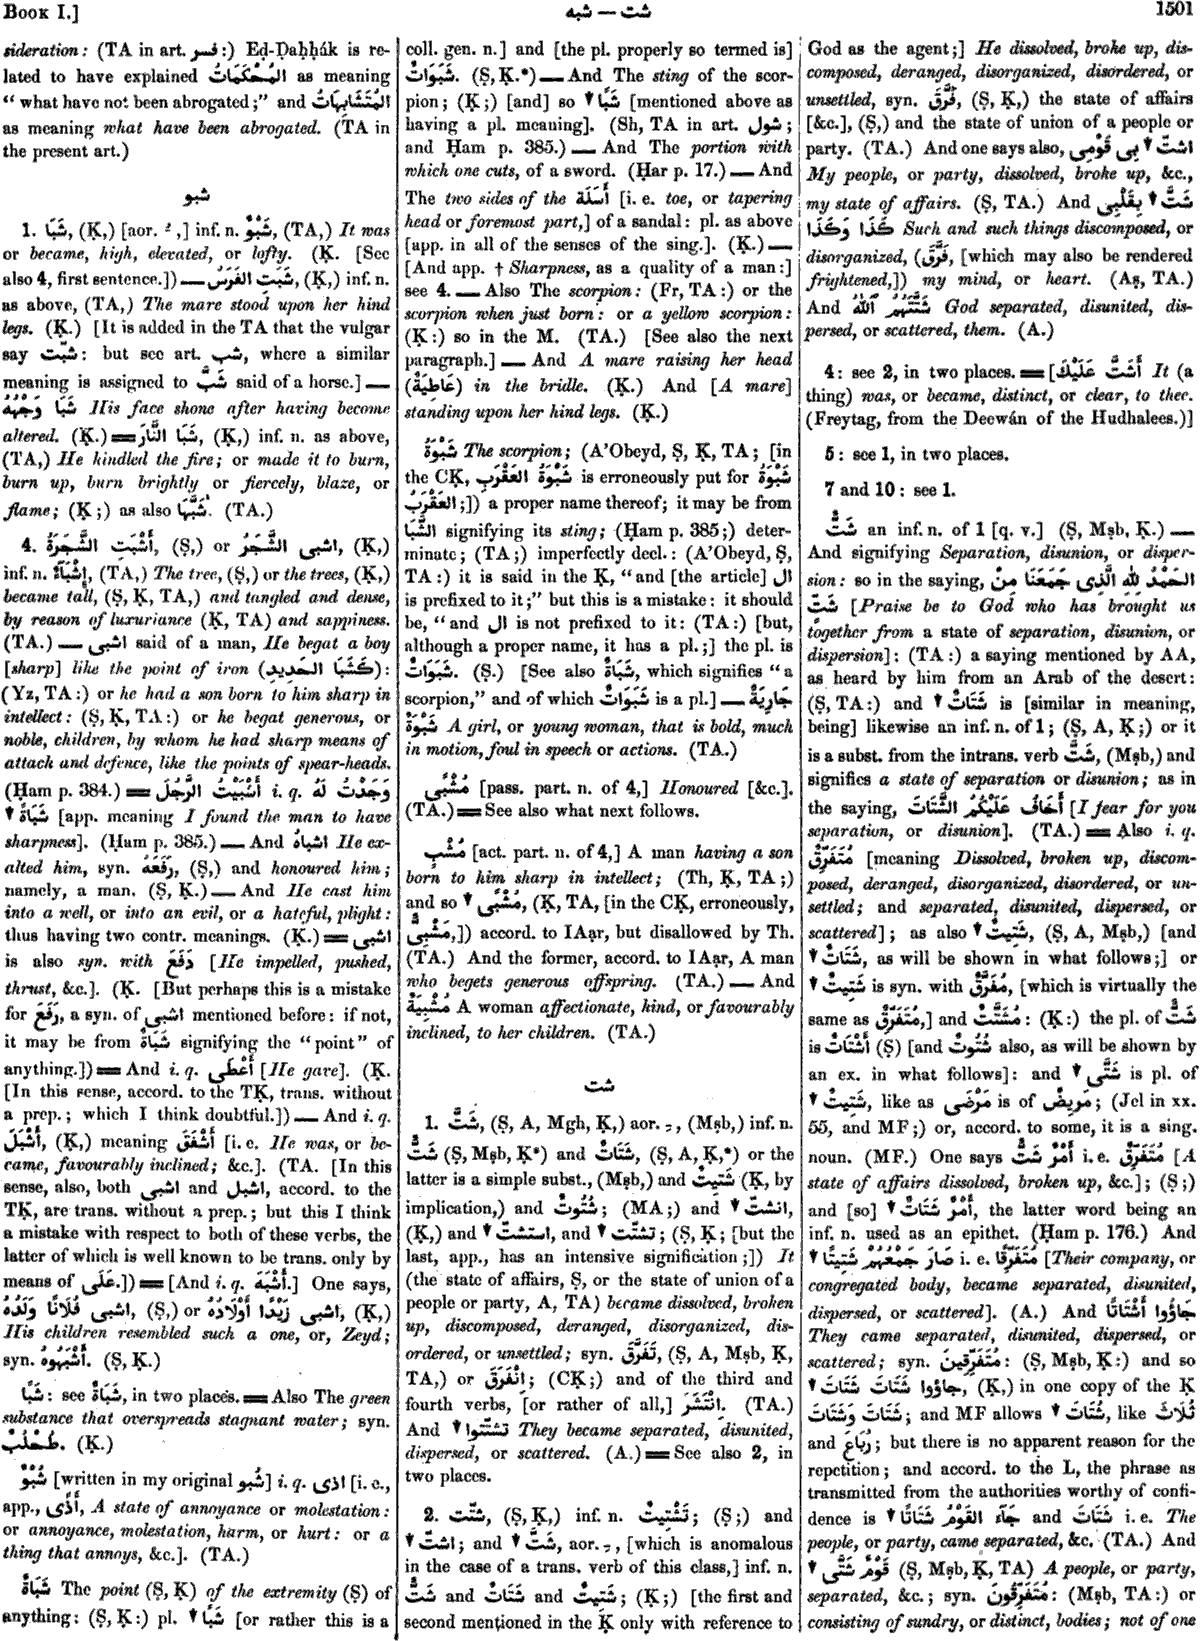 BOOK I.]
شت — شبه
1501
sideration: (TA in art. فسر:) Eḍ-Ḍaḥḥák is re-
lated to have explained المُحْكَمَاتُ as meaning
“what have not been abrogated;” and المُتَشَابِهَاتُ
as meaning what have been abrogated. (TA in
the present art.)
شبو
1. شَبَا, (Ḳ,) [aor. ـُ ,] inf. n. شَبْوٌ, (TA,) It was
or became, high, elevated, or lofty. (Ḳ. [See
also 4, first sentence.]) — شَبَتِ الفَرَسُ, (Ḳ,) inf. n.
as above, (TA,) The mare stood upon her hind
legs. (Ḳ.) [It is added in the TA that the vulgar
say شبّت: but see art. شب, where a similar
meaning is assigned to شَبَّ said of a horse.] —
شَبَا وَجْهُهُ His face shone after having become
altered. (Ḳ.) = شَبَا النَّارَ, (Ḳ,) inf. n. as above,
(TA,) He kindled the fire; or made it to burn,
burn up, burn brightly or fiercely, blaze, or
flame; (Ḳ;) as also شَبَّهَا. (TA.)
4. أَشْبَتِ الشَّجَرَةُ, (Ṣ,) or اشبى الشَّجَرُ, (Ḳ,)
inf. n. إِشْبَآءٌ, (TA,) The tree, (Ṣ,) or the trees, (Ḳ,)
became tall, (Ṣ, Ḳ, TA,) and tangled and dense,
by reason of luxuriance (Ḳ, TA) and sappiness.
(TA.) — اشبى said of a man, He begat a boy
[sharp] like the point of iron (كَشَبَا الحَدِيدِ):
(Yz, TA:) or he had a son born to him sharp in
intellect: (Ṣ, Ḳ, TA:) or he begat generous, or
noble, children, by whom he had sharp means of
attack and defence, like the points of spear-heads.
(Ḥam p. 384.) = أَشْبَيْتُ الرَّجُلَ i. q. وَجَدْتُ لَهُ
شَبَاةً ▼ [app. meaning I found the man to have
sharpness]. (Ḥam p. 385.) — And اشباهُ He ex-
alted him, syn. رَفَعَهُ, (Ṣ,) and honoured him;
namely, a man. (Ṣ, Ḳ.) — And He cast him
into a well, or into an evil, or a hateful, plight:
thus having two contr. meanings. (Ḳ.) = اشبى
is also syn. with دَفَعَ [He impelled, pushed,
thrust, &c.]. (Ḳ. [But perhaps this is a mistake
for رَفَعَ, a syn. of اشبى mentioned before: if not,
it may be from شَبَاةٌ signifying the “point” of
anything.]) = And i. q. أَعْطَى [He gave]. (Ḳ.
[In this sense, accord. to the TḲ, trans. without
a prep.; which I think doubtful.]) — And i. q.
أَشْبَلَ, (Ḳ,) meaning أَشْفَقَ [i. e. He was, or be-
came, favourably inclined; &c.]. (TA. [In this
sense, also, both اشبى and اشبل, accord. to the
TḲ, are trans. without a prep.; but this I think
a mistake with respect to both of these verbs, the
latter of which is well known to be trans. only by
means of عَلَى.]) = [And i. q. أَشْبَهَ.] One says,
اشبى فُلَانًا وَلَدُهُ, (Ṣ,) or اشبى زَيْدًا أَوْلَادُهُ, (Ḳ,)
His children resembled such a one, or, Zeyd;
syn. أَشْبَهُوهُ. (Ṣ, Ḳ.)
شَبًا: see شَبَاةٌ, in two places. = Also The green
substance that overspreads stagnant water; syn.
طُحْلُبٌ. (Ḳ.)
شُبُوٌّ [written in my original شُبو] i. q. اذى [i. e.,
app., أَذًى, A state of annoyance or molestation:
or annoyance, molestation, harm, or hurt: or a
thing that annoys, &c.]. (TA.)
شَبَاةٌ The point (Ṣ, Ḳ) of the extremity (Ṣ) of
anything: (Ṣ, Ḳ:) pl. شَبًا ▼ [or rather this is a
coll. gen. n.] and [the pl. properly so termed is]
شَبَوَاتٌ. (Ṣ, Ḳ.*) — And The sting of the scor-
pion; (Ḳ;) [and] so شَبًا ▼ [mentioned above as
having a pl. meaning]. (Sh, TA in art. شول;
and Ḥam p. 385.) — And The portion with
which one cuts, of a sword. (Ḥar p. 17.) — And
The two sides of the أَسَلَة [i. e. toe, or tapering
head or foremost part,] of a sandal: pl. as above
[app. in all of the senses of the sing.]. (Ḳ.) —
[And app. † Sharpness, as a quality of a man:]
see 4. — Also The scorpion: (Fr, TA:) or the
scorpion when just born: or a yellow scorpion:
(Ḳ:) so in the M. (TA.) [See also the next
paragraph.] — And A mare raising her head
(عَاطِيَةٌ) in the bridle. (Ḳ.) And [A mare]
standing upon her hind legs. (Ḳ.)
شَبْوَةُ The scorpion; (A’Obeyd, Ṣ, Ḳ, TA; [in
the CḲ, شَبْوَةُ العَقْرَبِ is erroneously put for شَبْوَةُ
العَقْرَبُ;]) a proper name thereof; it may be from
الشَّبَا signifying its sting; (Ḥam p. 385;) deter-
minate; (TA;) imperfectly decl.: (A’Obeyd, Ṣ,
TA:) it is said in the Ḳ, “and [the article] ال
is prefixed to it;” but this is a mistake: it should
be, “and ال is not prefixed to it: (TA:) [but,
although a proper name, it has a pl.;] the pl. is
شَبَوَاتٌ. (Ṣ.) [See also شَبَاةٌ, which signifies “a
scorpion,” and of which شَبَوَاتٌ is a pl.] — جَارِيَةٌ
شَبْوَةٌ A girl, or young woman, that is bold, much
in motion, foul in speech or actions. (TA.)
مُشْبًى [pass. part. n. of 4,] Honoured [&c.].
(TA.) = See also what next follows.
مُشْبٍ [act. part. n. of 4,] A man having a son
born to him sharp in intellect; (Th, Ḳ, TA;)
and so مُشْبًى ▼, (Ḳ, TA, [in the CḲ, erroneously,
مَشْبِىّ,]) accord. to IAạr, but disallowed by Th.
(TA.) And the former, accord. to IAạr, A man
who begets generous offspring. (TA.) — And
مُشْبِيَةٌ A woman affectionate, kind, or favourably
inclined, to her children. (TA.)
شت
1. شَتَّ, (Ṣ, A, Mgh, Ḳ,) aor. ـِ , (Mṣb,) inf. n.
شَتٌّ (Ṣ, Mṣb, Ḳ*) and شَتَاتٌ, (Ṣ, A, Ḳ,*) or the
latter is a simple subst., (Mṣb,) and شَتِيتٌ (Ḳ, by
implication,) and شُتُوتٌ; (MA;) and انشتّ ▼,
(Ḳ,) and استشتّ ▼, and تشتّت ▼; (Ṣ, Ḳ; [but the
last, app., has an intensive signification;]) It
(the state of affairs, Ṣ, or the state of union of a
people or party, A, TA) became dissolved, broken
up, discomposed, deranged, disorganized, dis-
ordered, or unsettled; syn. تَفَرَّقَ, (Ṣ, A, Mṣb, Ḳ,
TA,) or اِنْفَرَقَ; (CḲ;) and of the third and
fourth verbs, [or rather of all,] اِنْتَشَرَ. (TA.)
And تشتّتوا ▼ They became separated, disunited,
dispersed, or scattered. (A.) = See also 2, in
two places.
2. شتّت, (Ṣ, Ḳ,) inf. n. تَشْتِيتٌ; (Ṣ;) and
اشتّ ▼; and شَتَّ ▼, aor. ـِ , [which is anomalous
in the case of a trans. verb of this class,] inf. n.
شَتٌّ and شَتَاتٌ and شَتِيتٌ; (Ḳ;) [the first and
second mentioned in the Ḳ only with reference to
God as the agent;] He dissolved, broke up, dis-
composed, deranged, disorganized, disordered, or
unsettled, syn. فَرَّقَ, (Ṣ, Ḳ,) the state of affairs
[&c.], (Ṣ,) and the state of union of a people or
party. (TA.) And one says also, اشتّ ▼ بِى قَوْمِى
My people, or party, dissolved, broke up, &c.,
my state of affairs. (Ṣ, TA.) And شَتَّ ▼ بِقَلْبِى
كَذَا وَكَذَا Such and such things discomposed, or
disorganized, (فَرَّقَ, [which may also be rendered
frightened,]) my mind, or heart. (Aṣ, TA.)
And شَتَّتَهُمُ ٱللّٰهُ God separated, disunited, dis-
persed, or scattered, them. (A.)
4: see 2, in two places. = [أَشَتَّ عَلَيْكَ It (a
thing) was, or became, distinct, or clear, to thee.
(Freytag, from the Deewán of the Hudhalees.)]
5: see 1, in two places.
7 and 10: see 1.
شَتٌّ an inf. n. of 1 [q. v.] (Ṣ, Mṣb, Ḳ.) —
And signifying Separation, disunion, or disper-
sion: so in the saying, الحَمْدُ لِلّٰهِ الَّذِى جَمَعَنَا مِنْ
شَتٍّ [Praise be to God who has brought us
together from a state of separation, disunion, or
dispersion]: (TA:) a saying mentioned by AA,
as heard by him from an Arab of the desert:
(Ṣ, TA:) and شَتَاتٌ ▼ is [similar in meaning,
being] likewise an inf. n. of 1; (Ṣ, A, Ḳ;) or it
is a subst. from the intrans. verb شَتَّ, (Mṣb,) and
signifies a state of separation or disunion; as in
the saying, أَخَافُ عَلَيْكُمُ الشَّتَاتَ [I fear for you
separation, or disunion]. (TA.) = Also i. q.
مُتَفَرِّقٌ [meaning Dissolved, broken up, discom-
posed, deranged, disorganized, disordered, or un-
settled; and separated, disunited, dispersed, or
scattered]; as also شَتِيتٌ ▼, (Ṣ, A, Mṣb,) [and
شَتَاتٌ ▼, as will be shown in what follows;] or
شَتِيتٌ ▼ is syn. with مُفَرَّقٌ, [which is virtually the
same as مُتَفَرِّقٌ,] and مُشَتَّتٌ: (Ḳ:) the pl. of شَتٌّ
is أَشْتَاتٌ (Ṣ) [and شُتُوتٌ also, as will be shown by
an ex. in what follows]: and شَتَّى ▼ is pl. of
شَتِيتٌ ▼, like as مَرْضَى is of مَرِيضٌ; (Jel in xx.
55, and MF;) or, accord. to some, it is a sing.
noun. (MF.) One says أَمْرٌ شَتٌّ i. e. مُتَفَرِّقٌ [A
state of affairs dissolved, broken up, &c.]; (Ṣ;)
and [so] أَمْرٌ شَتَاتٌ ▼, the latter word being an
inf. n. used as an epithet. (Ḥam p. 176.) And
صَارَ جَمْعُهُمْ شَتِيتًا ▼ i. e. مُتَفَرِّقًا [Their company, or
congregated body, became separated, disunited,
dispersed, or scattered]. (A.) And جَاؤُوا أَشْتَاتًا
They came separated, disunited, dispersed, or
scattered; syn. مُتَفَرِّقِينَ: (Ṣ, Mṣb, Ḳ:) and so
جَاؤُوا شَتَاتَ شَتَاتَ ▼, (Ḳ,) in one copy of the Ḳ
شَتَاتَ وَشَتَاتَ; and MF allows شُتَاتَ ▼, like ثُلَاثَ
and رُبَاعَ; but there is no apparent reason for the
repetition; and accord. to the L, the phrase as
transmitted from the authorities worthy of confi-
dence is جَآءَ القَوْمُ شَتَاتًا ▼ and شَتَاتَ i. e. The
people, or party, came separated, &c. (TA.) And
قَوْمٌ شَتَّى ▼ (Ṣ, Mṣb, Ḳ, TA) A people, or party,
separated, &c.; syn. مُتَفَرِّقُونَ: (Mṣb, TA:) or
consisting of sundry, or distinct, bodies; not of one